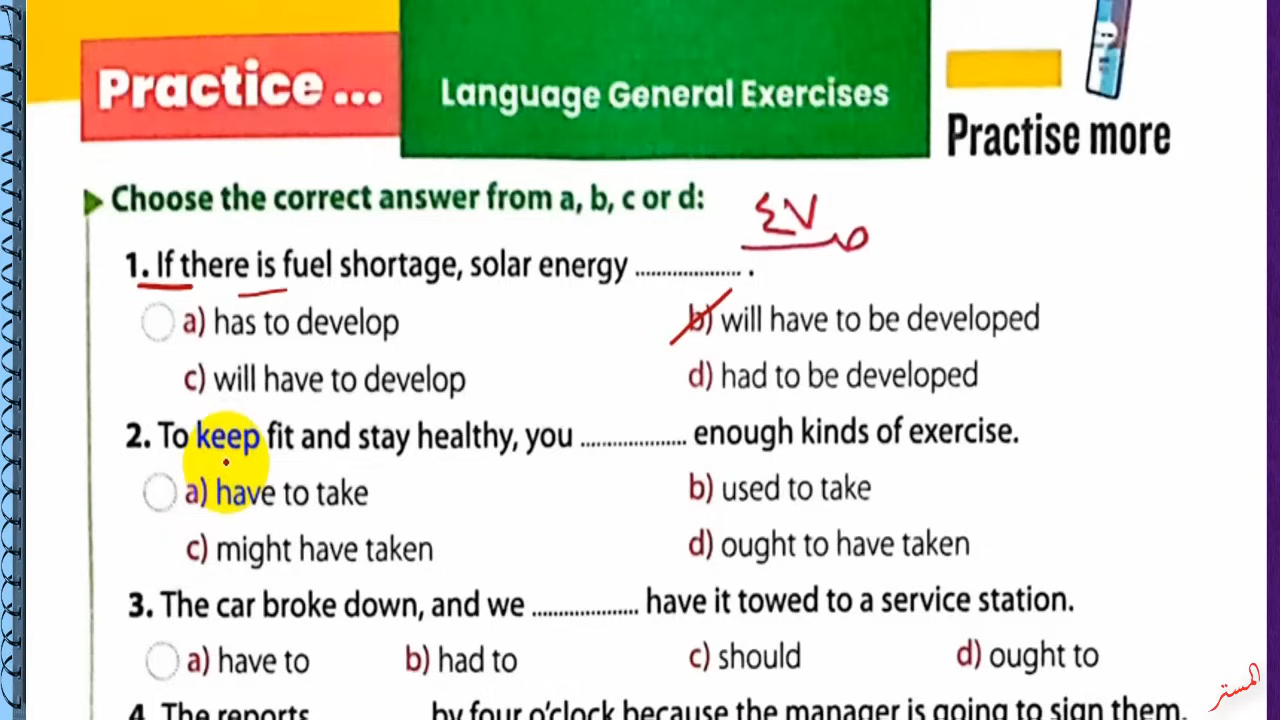 Practice ...
Language General Exercises
Practise more
Choose the correct answer from a, b, c or d:
٤٧ ص
1. If there is fuel shortage, solar energy .................... .
a) has to develop
b) will have to be developed
c) will have to develop
d) had to be developed
2. To keep fit and stay healthy, you .................... enough kinds of exercise.
a) have to take
b) used to take
c) might have taken
d) ought to have taken
3. The car broke down, and we .................... have it towed to a service station.
a) have to
b) had to
c) should
d) ought to
4. The reports by four o'clock because the manager is going to sign them.
المستر